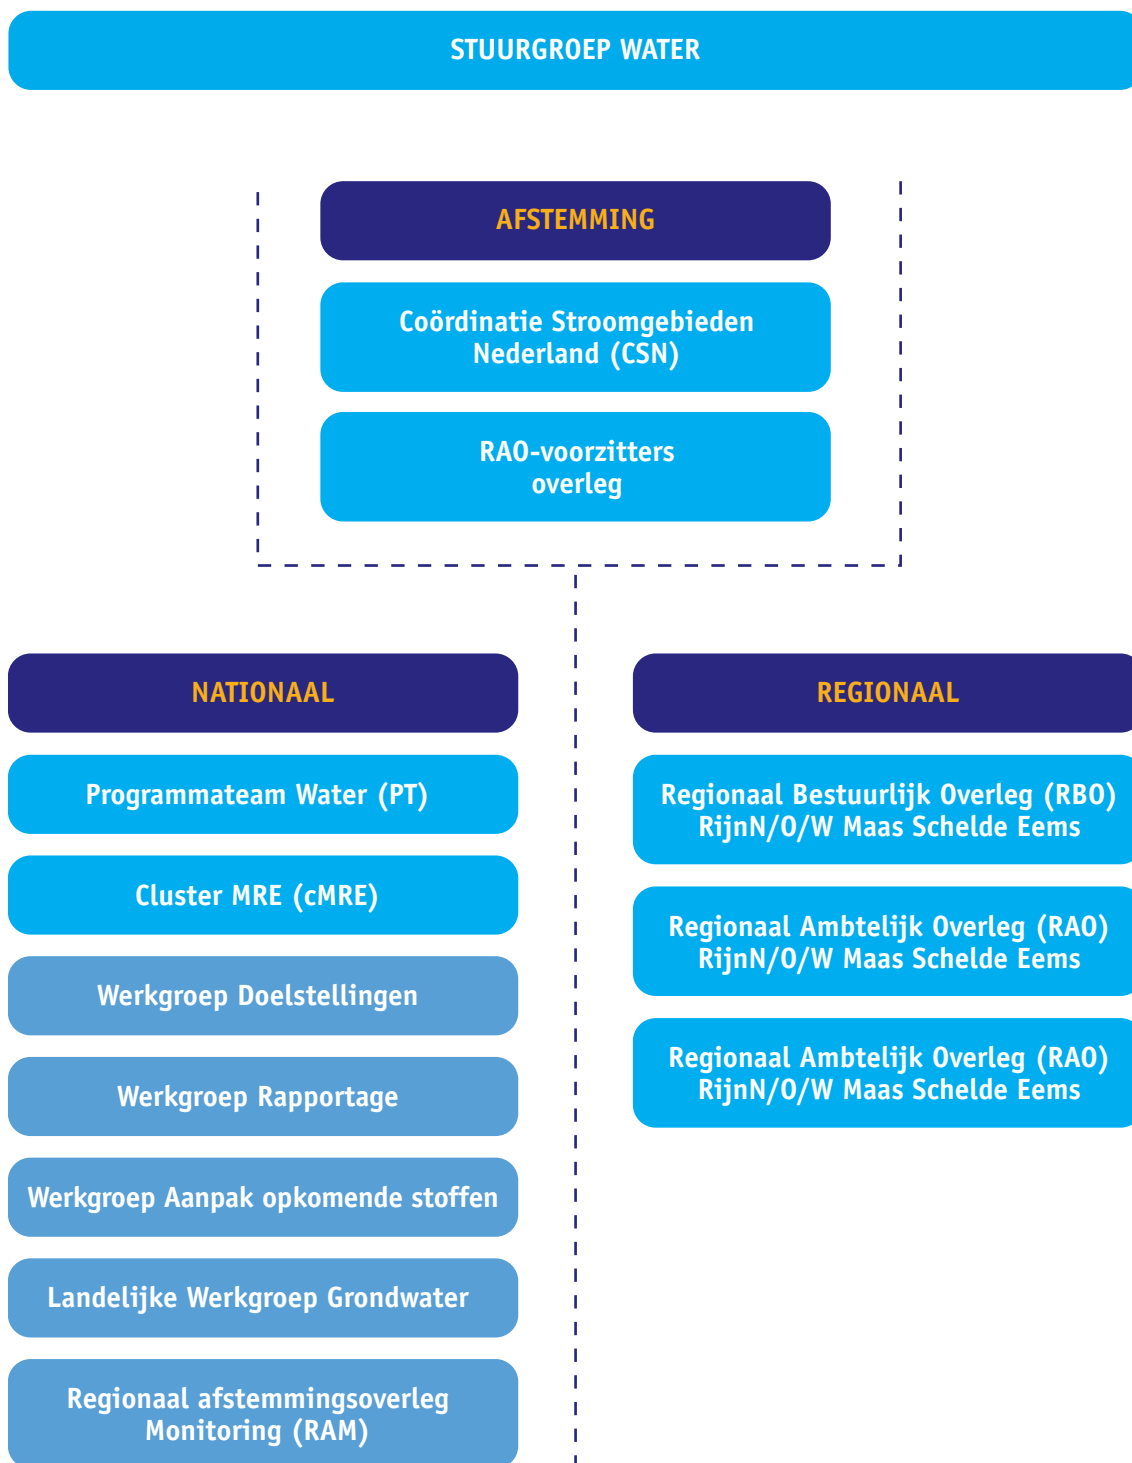 STUURGROEP WATER
AFSTEMMING
Coördinatie Stroomgebieden
Nederland (CSN)
RAO-voorzitters
overleg
NATIONAAL
Programmateam Water (PT)
Cluster MRE (cMRE)
Werkgroep Doelstellingen
Werkgroep Rapportage
Werkgroep Aanpak opkomende stoffen
Landelijke Werkgroep Grondwater
Regionaal afstemmingsoverleg
Monitoring (RAM)
REGIONAAL
Regionaal Bestuurlijk Overleg (RBO)
RijnN/O/W Maas Schelde Eems
Regionaal Ambtelijk Overleg (RAO)
RijnN/O/W Maas Schelde Eems
Regionaal Ambtelijk Overleg (RAO)
RijnN/O/W Maas Schelde Eems